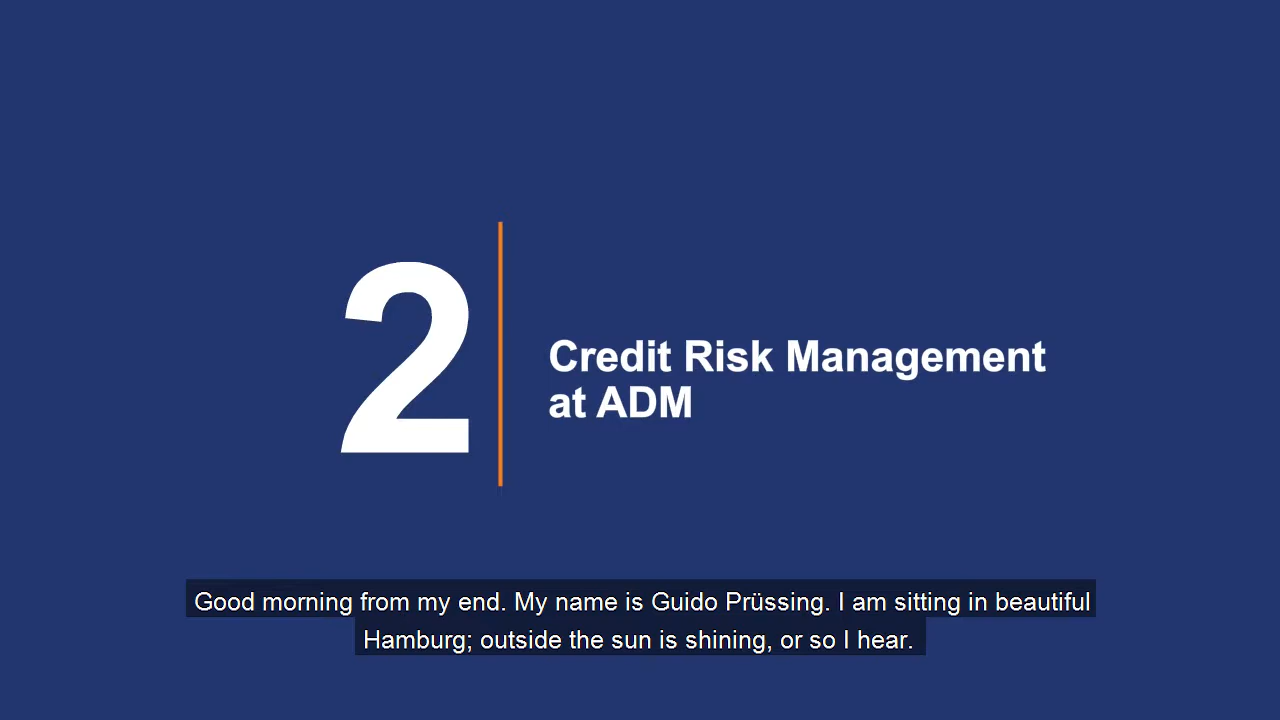 2
Credit Risk Management
at ADM
Good morning from my end. My name is Guido Prüssing. I am sitting in beautiful
Hamburg; outside the sun is shining, or so I hear.